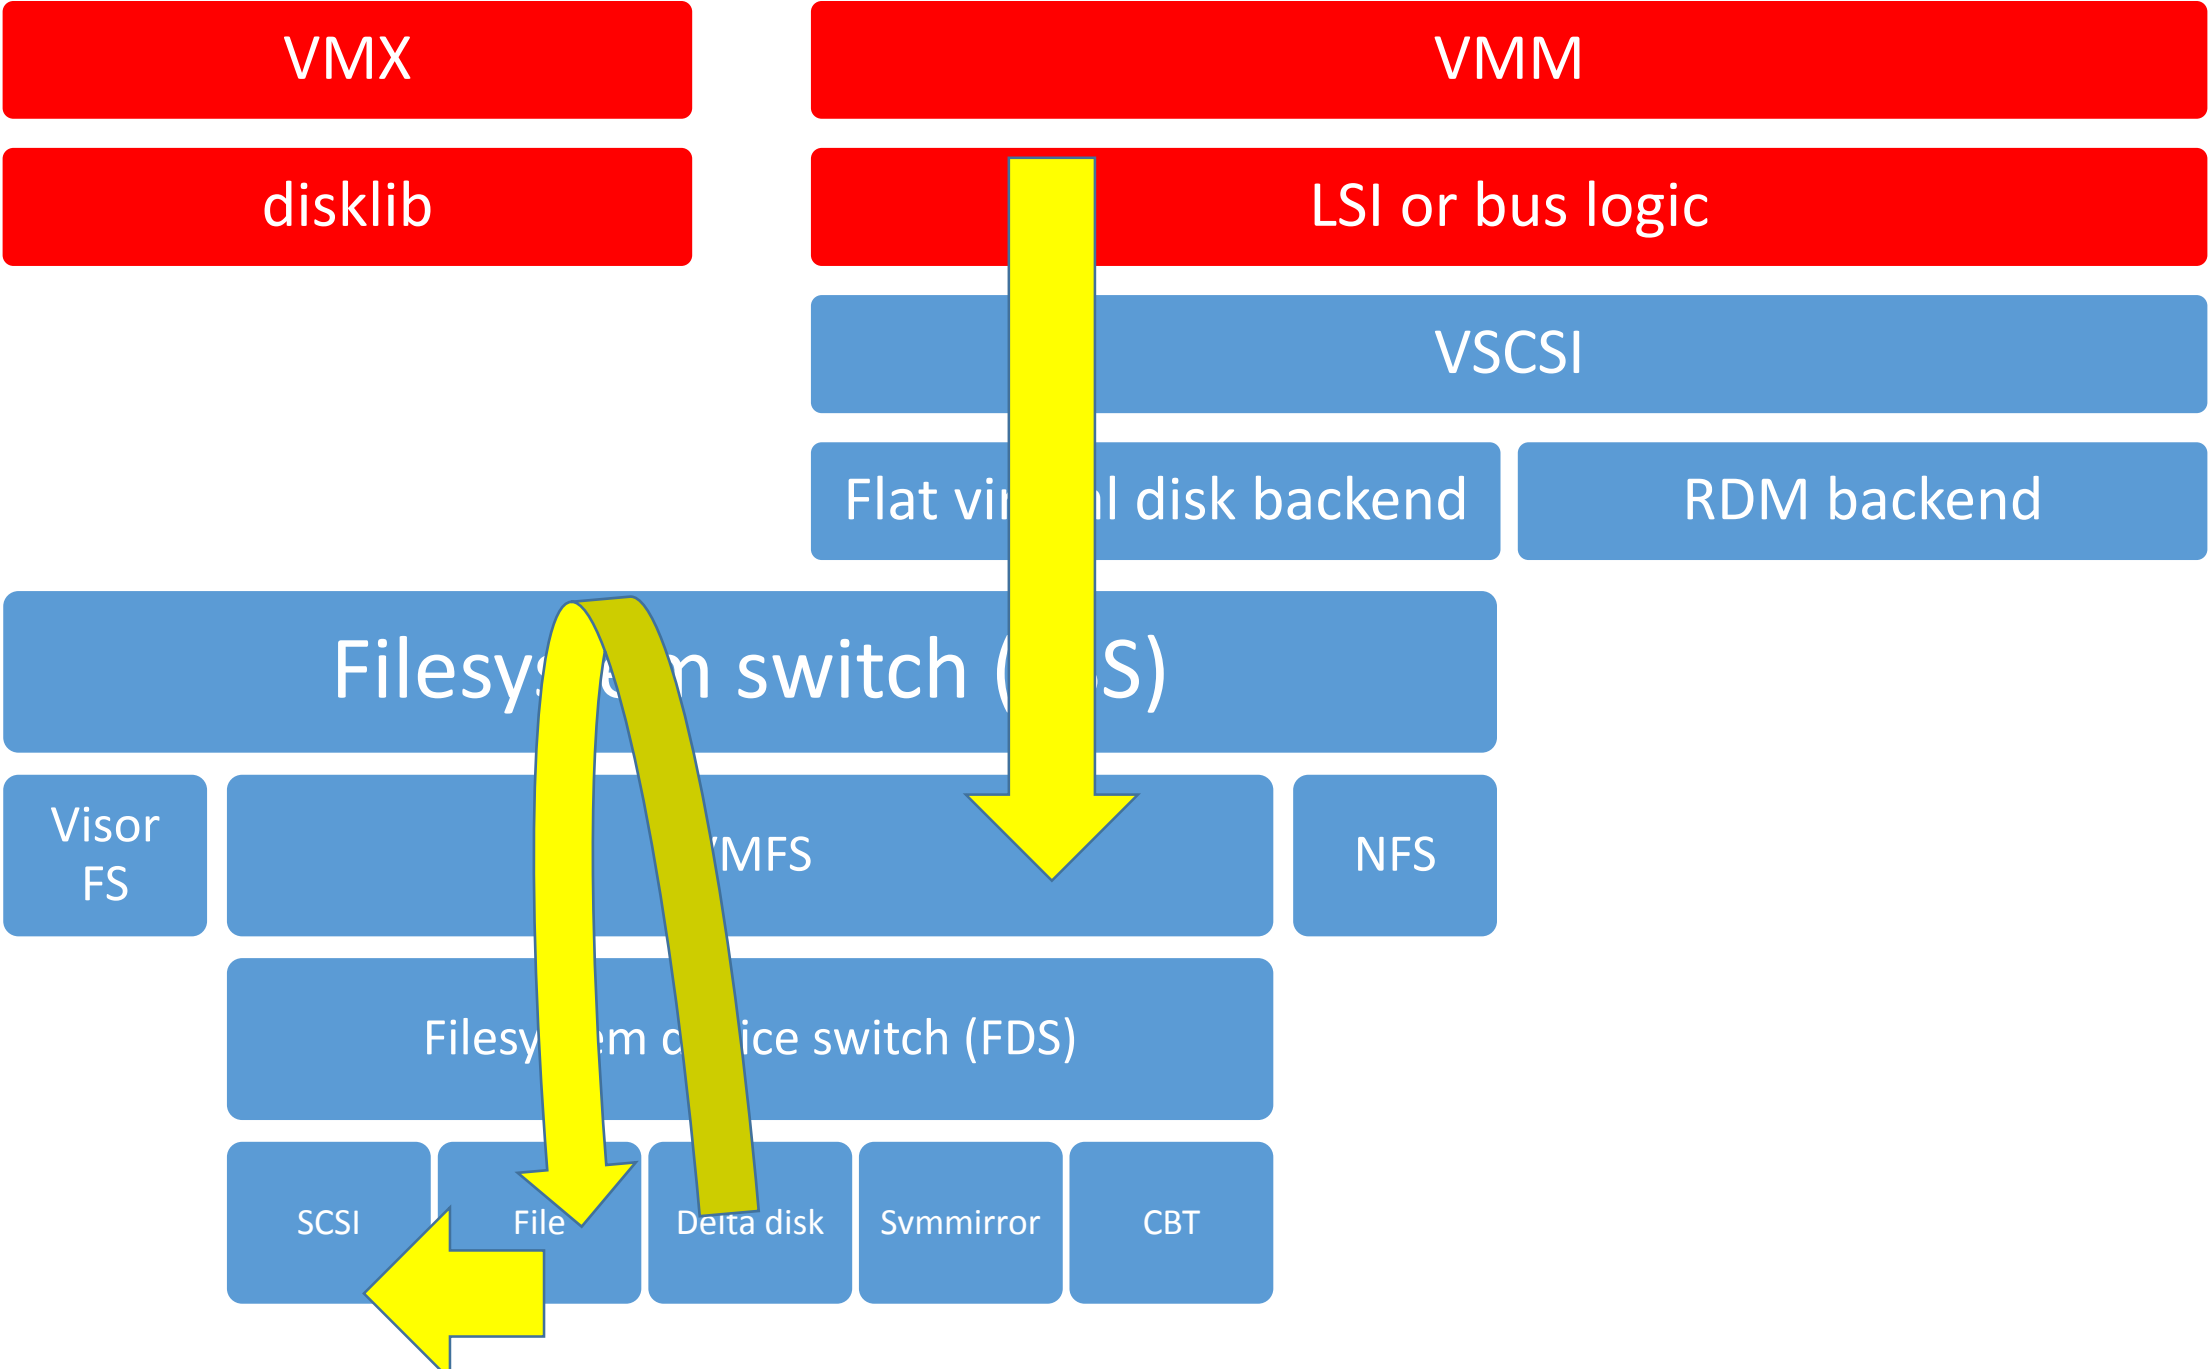 VMX
VMM
disklib
LSI or bus logic
VSCSI
Flat disk backend
RDM backend
switch
Visor
FS
NFS
switch (FDS)
SCSI
File
Delta disk
Svmmirror
CBT